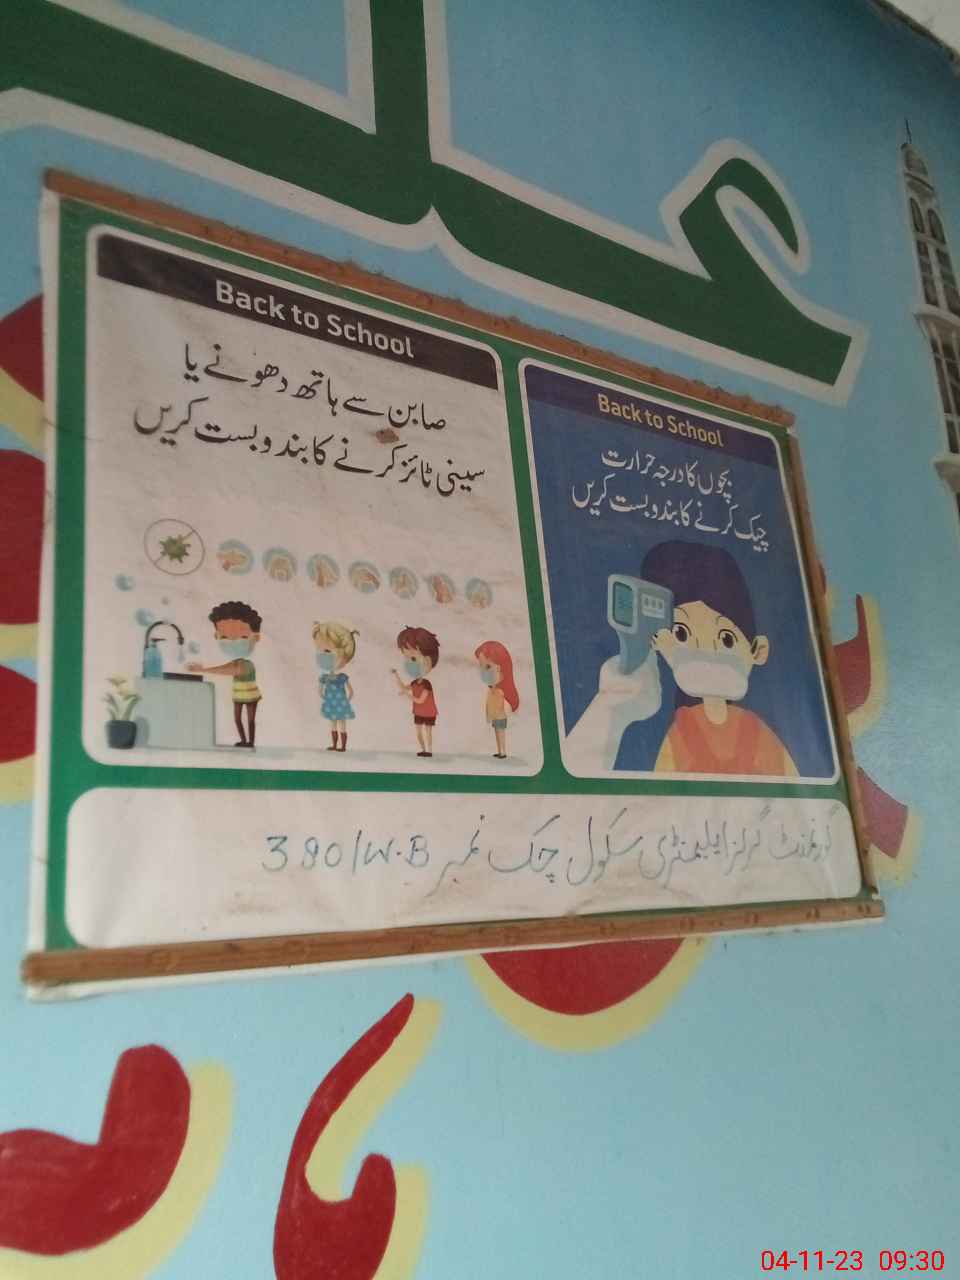 Back to School
صابن سے ہاتھ دھونے یا
سینی ٹائز کرنے کا بندوبست کریں
Back to School
بچوں کا درجہ حرارت
چیک کرنے کا بندوبست کریں
گورنمنٹ گرلز ایلیمنٹری سکول چک نمبر 380/W.B
04-11-23 09:30